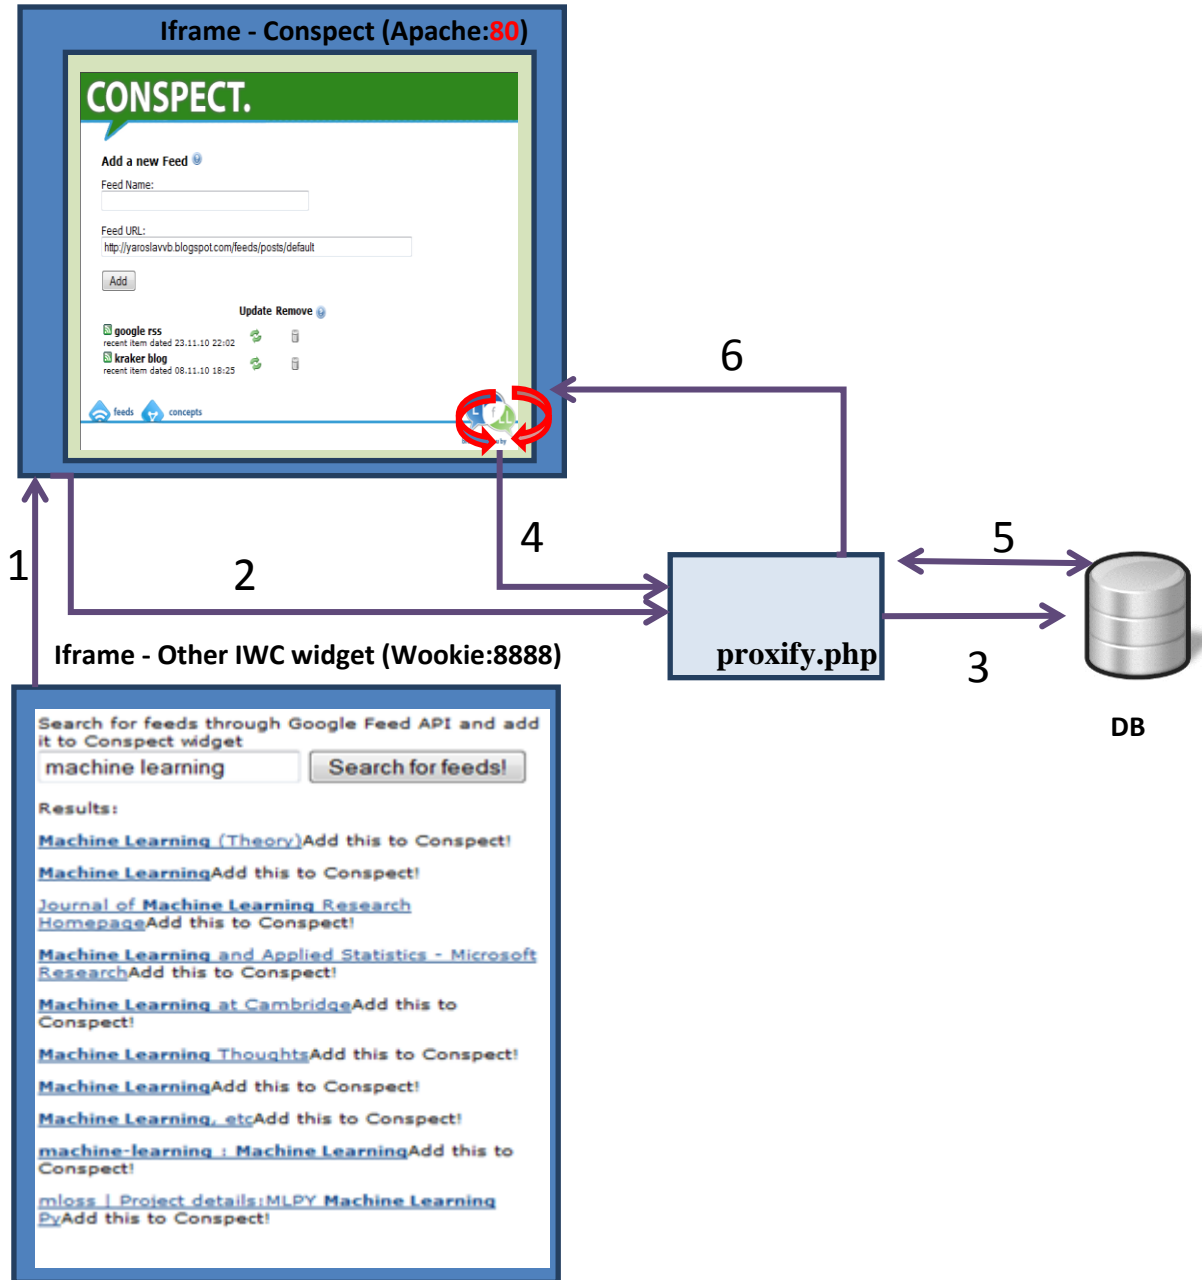 Iframe - Conspect (Apache:80)
CONSPECT.
Add a new Feed
Feed Name:
Feed URL:
http://yaroslavvb.blogspot.com/feeds/posts/default
Add
Update Remove
google rss
recent item dated 23.11.10 22:02
kraker blog
recent item dated 08.11.10 18:25
feeds
concepts
by
6
1
2
4
5
3
proxify.php
DB
Iframe - Other IWC widget (Wookie:8888)
Search for feeds through Google Feed API and add
it to Conspect widget
machine learning
Search for feeds!
Results:
Machine Learning (Theory)Add this to Conspect!
Machine LearningAdd this to Conspect!
Journal of Machine Learning Research
HomepageAdd this to Conspect!
Machine Learning and Applied Statistics - Microsoft
ResearchAdd this to Conspect!
Machine Learning at CambridgeAdd this to
Conspect!
Machine Learning ThoughtsAdd this to Conspect!
Machine LearningAdd this to Conspect!
Machine Learning, etcAdd this to Conspect!
machine-learning : Machine LearningAdd this to
Conspect!
mloss | Project details:MLPY Machine Learning
PyAdd this to Conspect!